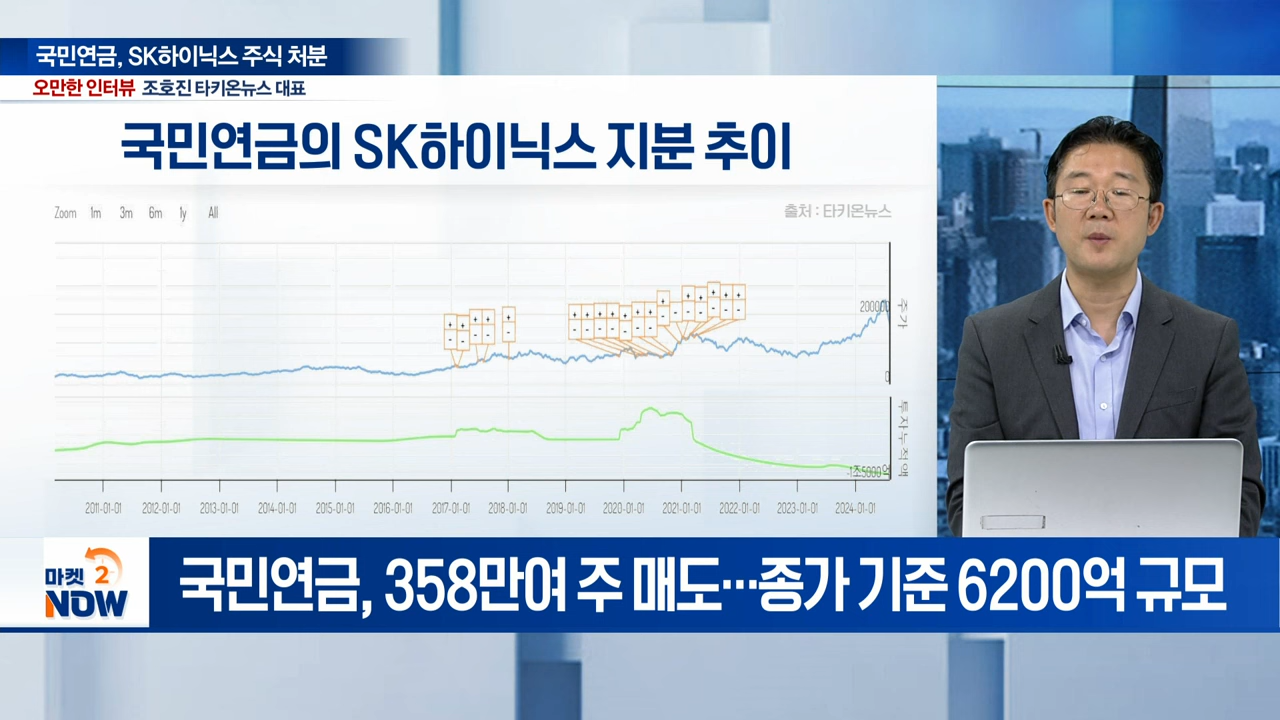 국민연금, SK하이닉스 주식 처분
오만한 인터뷰 조호진 타키온뉴스 대표
국민연금의 SK하이닉스 지분 추이
Zoom 1m 3m 6m 1y All
출처 : 타키온뉴스
200000
주가
투자누적액
-1조5000억
2011-01-01 2012-01-01 2013-01-01 2014-01-01 2015-01-01 2016-01-01 2017-01-01 2018-01-01 2019-01-01 2020-01-01 2021-01-01 2022-01-01 2023-01-01 2024-01-01
마켓 2
NOW
국민연금, 358만여 주 매도…종가 기준 6200억 규모